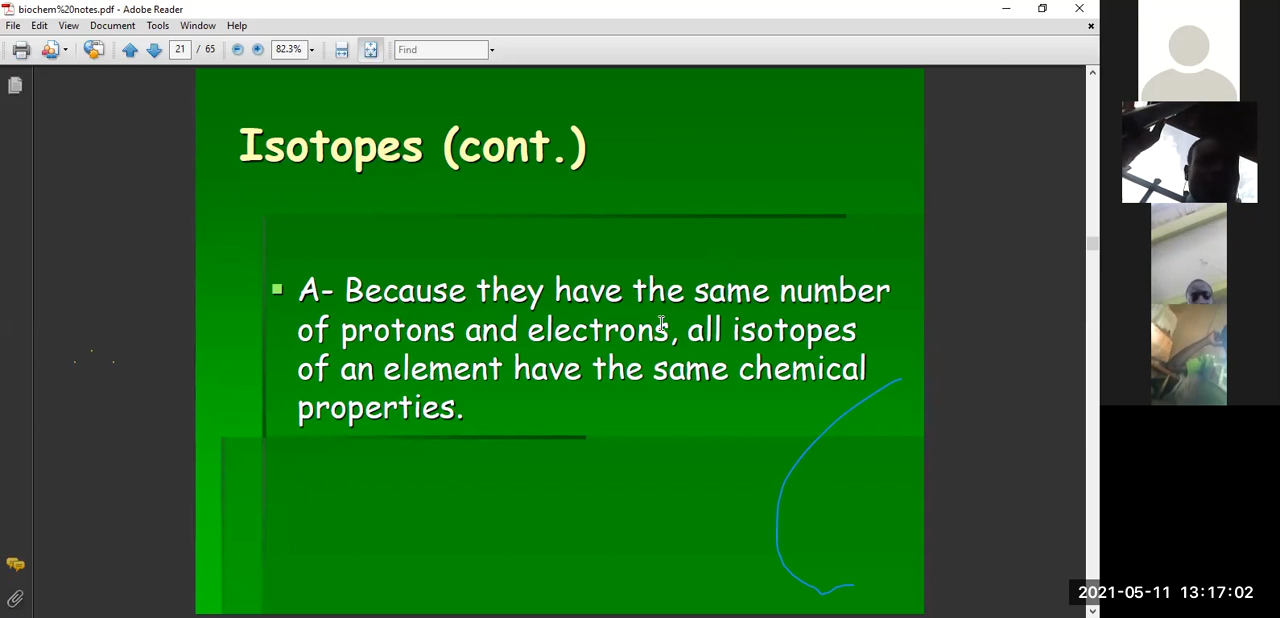 biochem%20notes.pdf - Adobe Reader
File Edit View Document Tools Window Help
21 / 65 82.3% Find
Isotopes (cont.)
A- Because they have the same number
of protons and electrons, all isotopes
of an element have the same chemical
properties.
2021-05-11 13:17:02